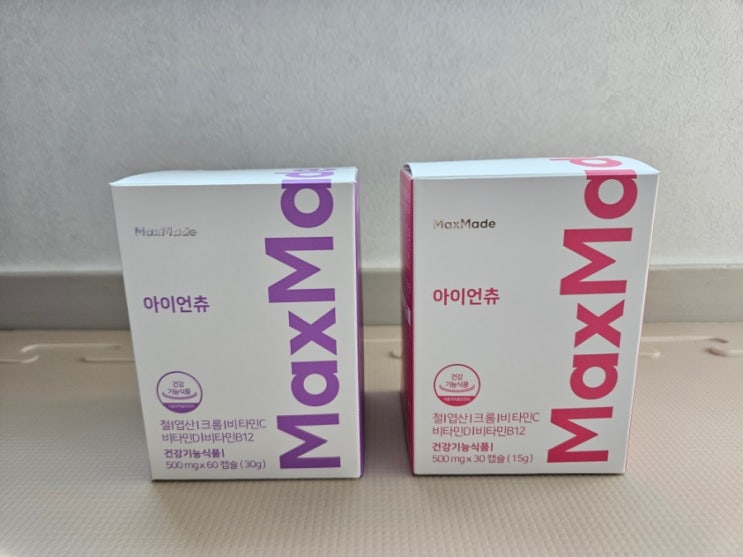 MaxMade
아이언츄
건강
기능식품
철|엽산|크롬|비타민C
비타민D|비타민B12
건강기능식품|
500 mg x 60 캡슐 (30g)
MaxMad
MaxMade
아이언츄
건강
기능식품
철|엽산|크롬|비타민C
비타민D|비타민B12
건강기능식품|
500 mg x 30 캡슐 (15g)
MaxMad